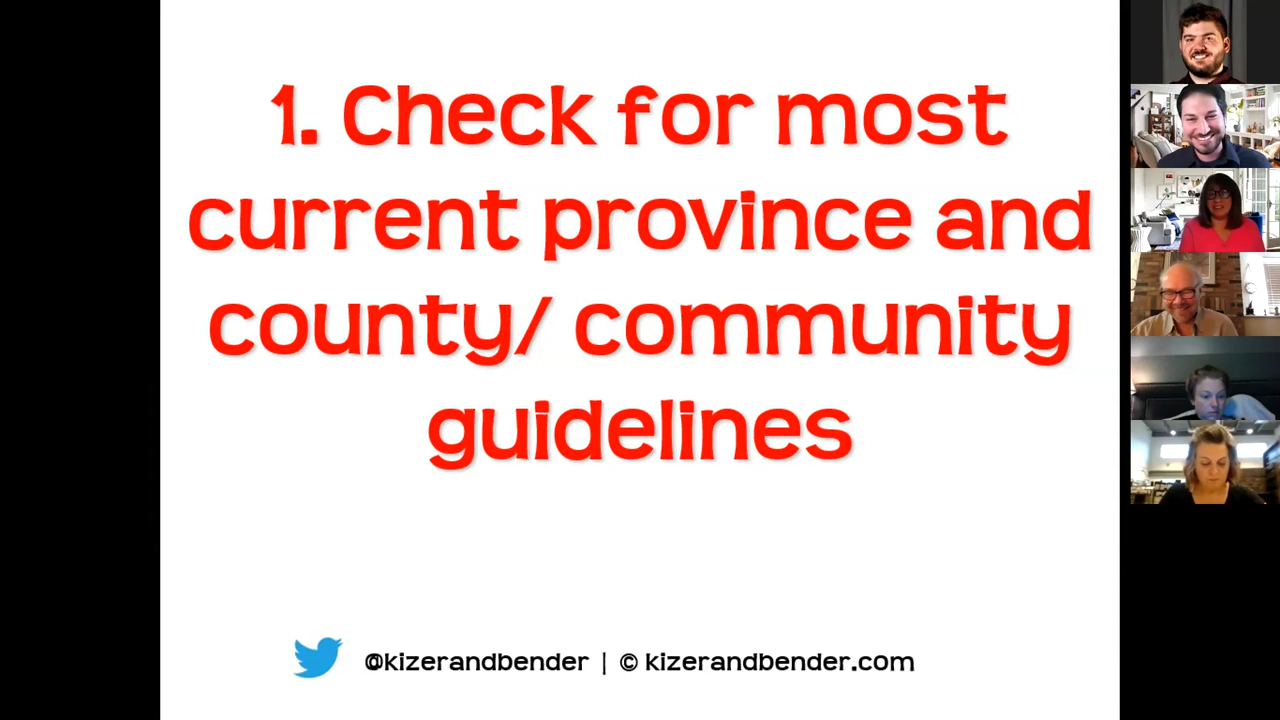 1. Check for most
current province and
county/ community
guidelines
@kizerandbender | © kizerandbender.com